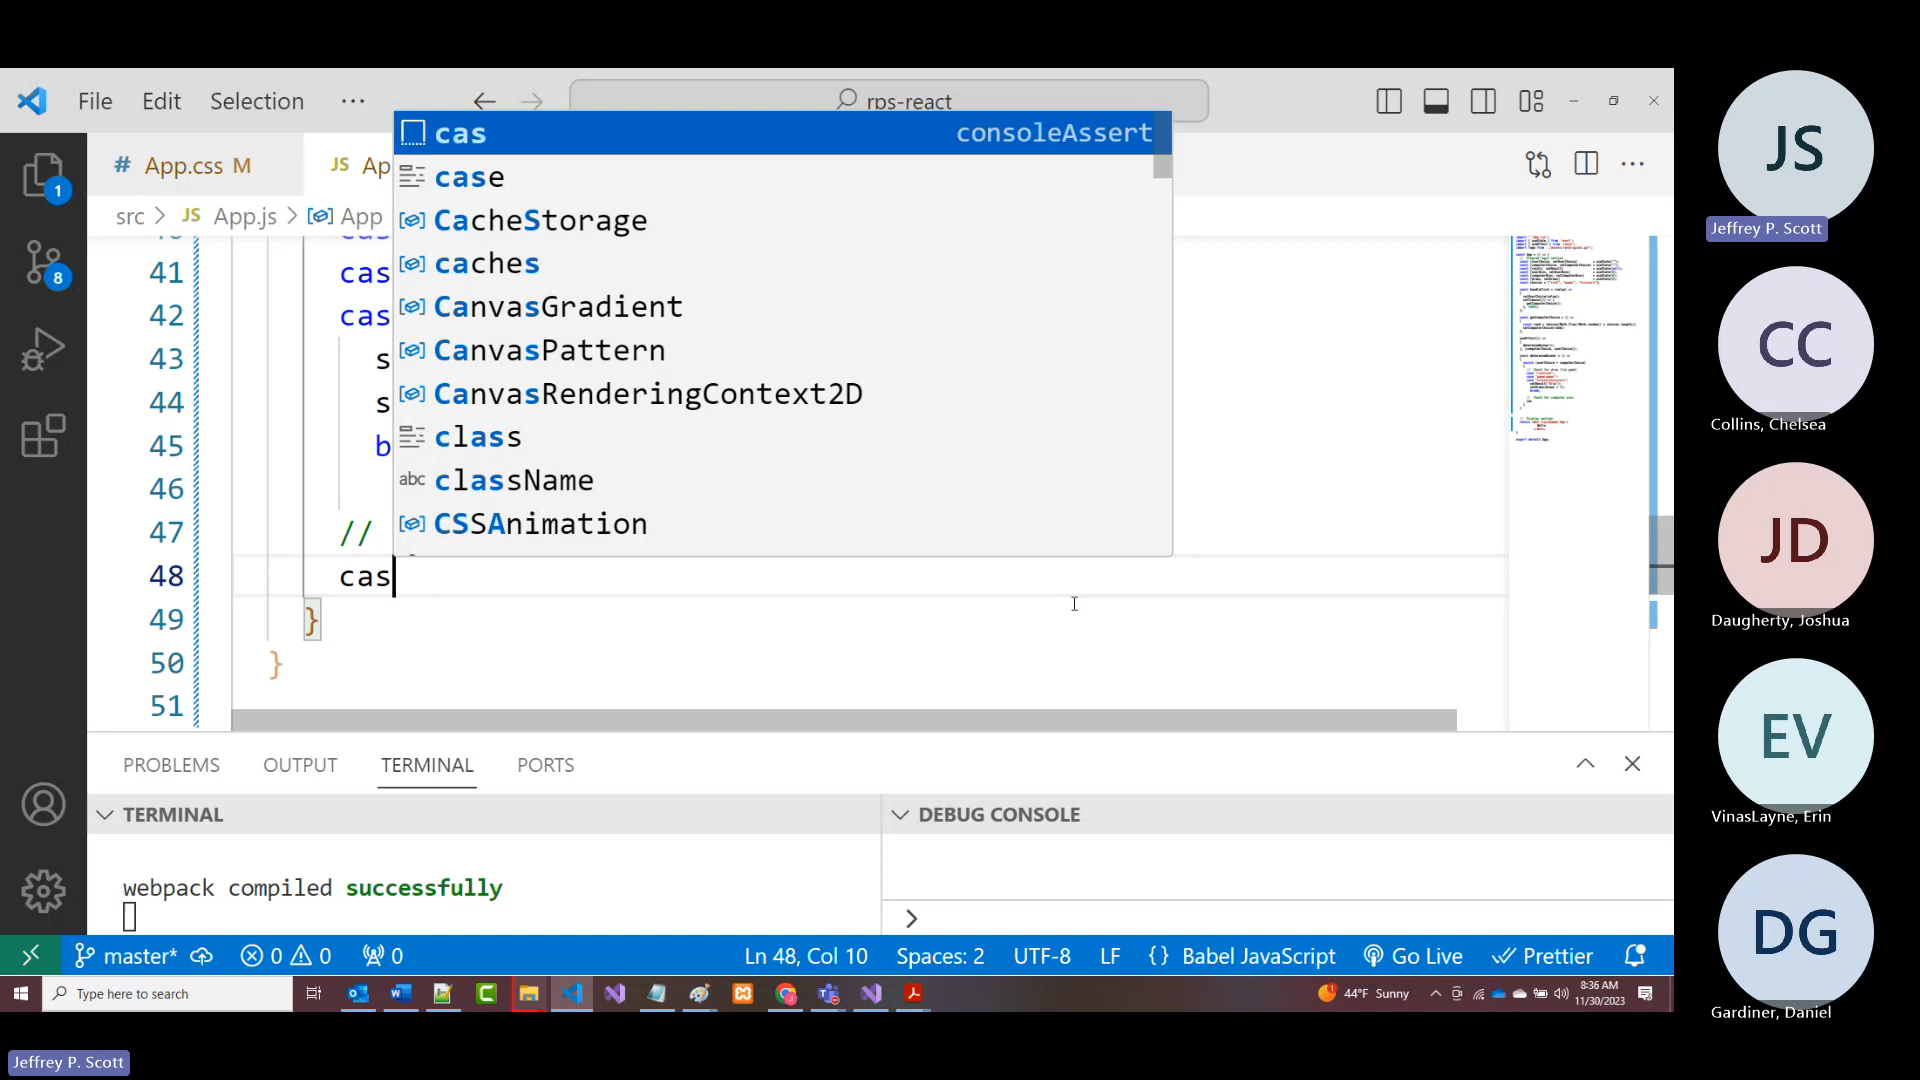 File Edit Selection ··· rps-react
# App.css M JS Ap
src > JS App.js > App
cas consoleAssert
case
CacheStorage
caches
CanvasGradient
CanvasPattern
CanvasRenderingContext2D
class
abc className
CSSAnimation
41 cas
42 cas
43 s
44 s
45 b
46
47 //
48 cas
49 }
50 }
51
PROBLEMS OUTPUT TERMINAL PORTS
TERMINAL
DEBUG CONSOLE
webpack compiled successfully
>
master* 0 0 0 Ln 48, Col 10 Spaces: 2 UTF-8 LF {} Babel JavaScript Go Live Prettier
Type here to search
44°F Sunny
8:36 AM
11/30/2023
1
8
JS
Jeffrey P. Scott
CC
Collins, Chelsea
JD
Daugherty, Joshua
EV
VinasLayne, Erin
DG
Gardiner, Daniel
Jeffrey P. Scott